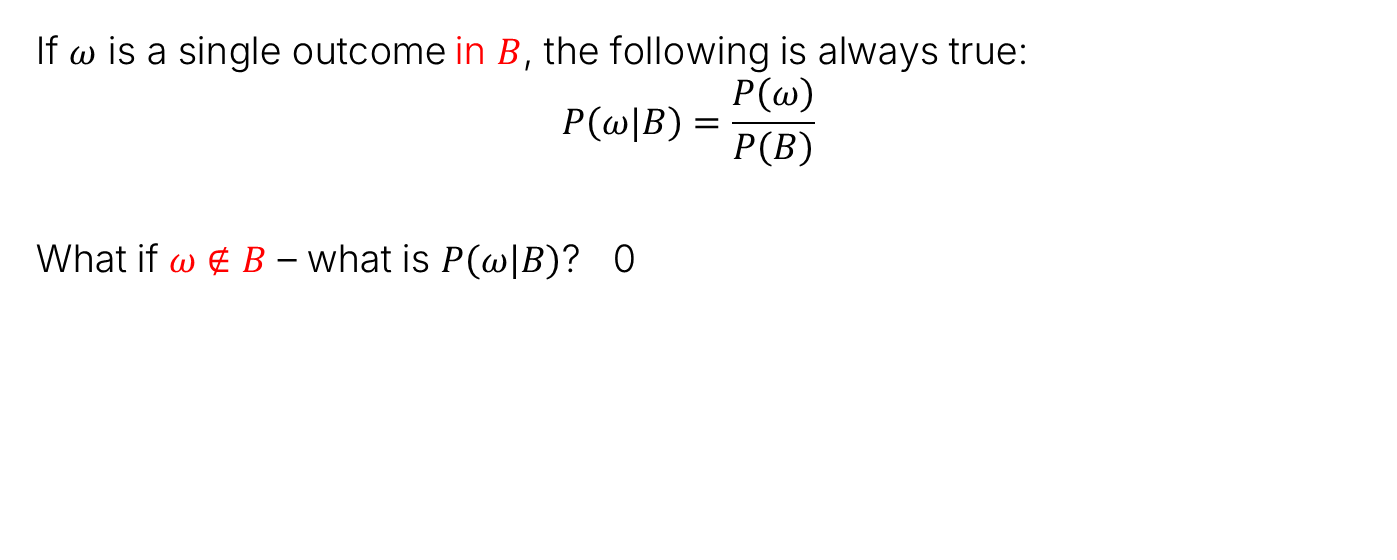 If ω is a single outcome in B, the following is always true:
P(ω|B) = P(ω)/P(B)
What if ω ∉ B – what is P(ω|B)? 0